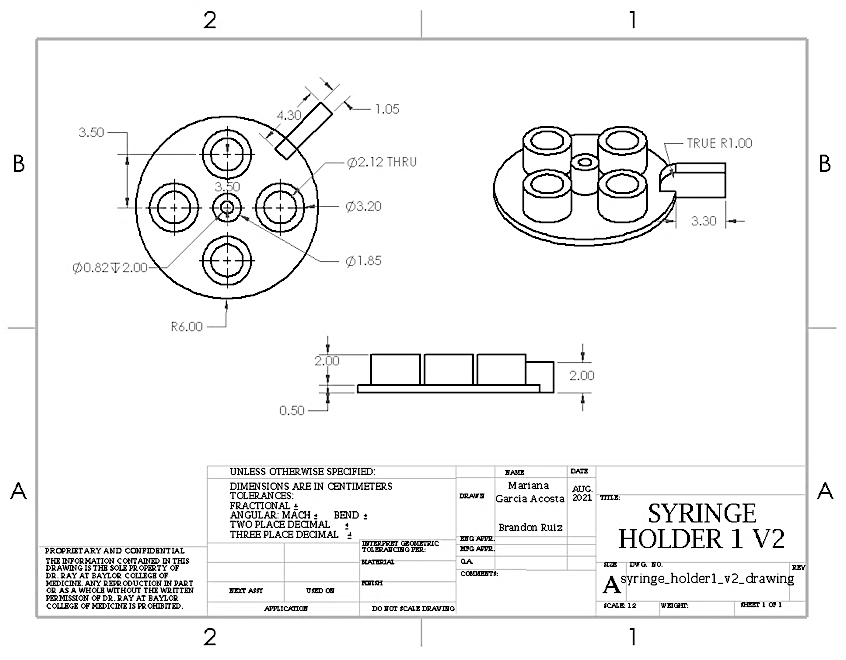 2
1
B
B
3.50
4.30
1.05
∅2.12 THRU
3.50
∅3.20
∅0.82↧2.00
∅1.85
R6.00
TRUE R1.00
3.30
2.00
2.00
0.50
A
A
UNLESS OTHERWISE SPECIFIED:
DIMENSIONS ARE IN CENTIMETERS
TOLERANCES:
FRACTIONAL ±
ANGULAR: MACH ± BEND ±
TWO PLACE DECIMAL ±
THREE PLACE DECIMAL ±
INTERPRET GEOMETRIC
TOLERANCING PER:
MATERIAL
FINISH
NAME DATE
DRAWN
Mariana
Garcia Acosta
AUG.
2021
Brandon Ruiz
ENG APPR.
MFG APPR.
Q.A.
COMMENTS:
TITLE:
SYRINGE
HOLDER 1 V2
SIZE DWG. NO. REV
A syringe_holder1_v2_drawing
SCALE: 1:2 WEIGHT: SHEET 1 OF 1
PROPRIETARY AND CONFIDENTIAL
THE INFORMATION CONTAINED IN THIS
DRAWING IS THE SOLE PROPERTY OF
DR. RAY AT BAYLOR COLLEGE OF
MEDICINE. ANY REPRODUCTION IN PART
OR AS A WHOLE WITHOUT THE WRITTEN
PERMISSION OF DR. RAY AT BAYLOR
COLLEGE OF MEDICINE IS PROHIBITED.
NEXT ASSY USED ON
APPLICATION
DO NOT SCALE DRAWING
2
1